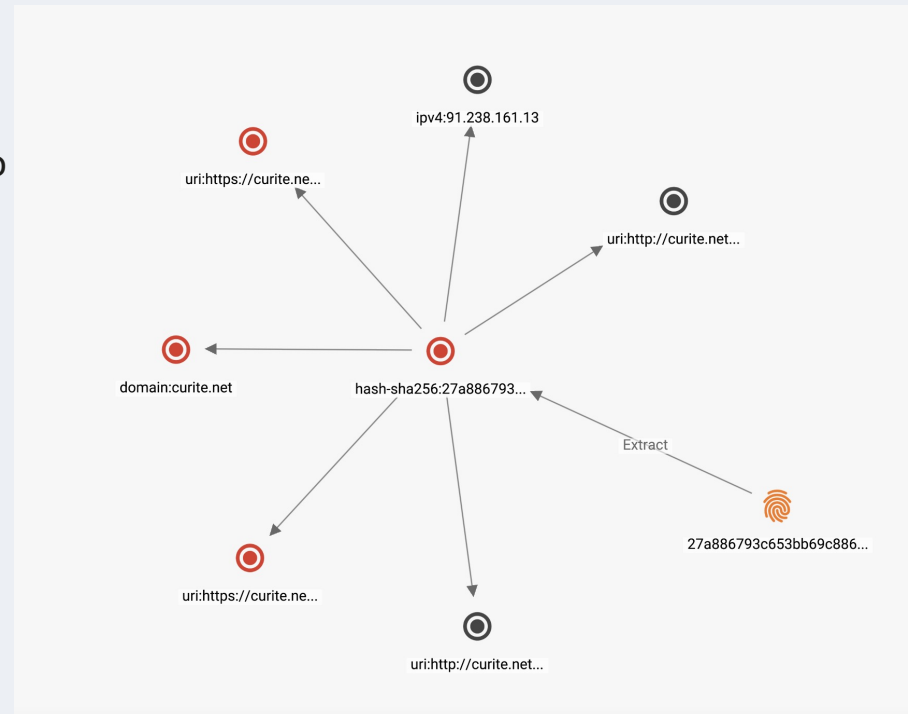 ipv4:91.238.161.13
uri:https://curite.ne...
uri:http://curite.net...
domain:curite.net
hash-sha256:27a886793...
Extract
27a886793c653bb69c886...
uri:https://curite.ne...
uri:http://curite.net...